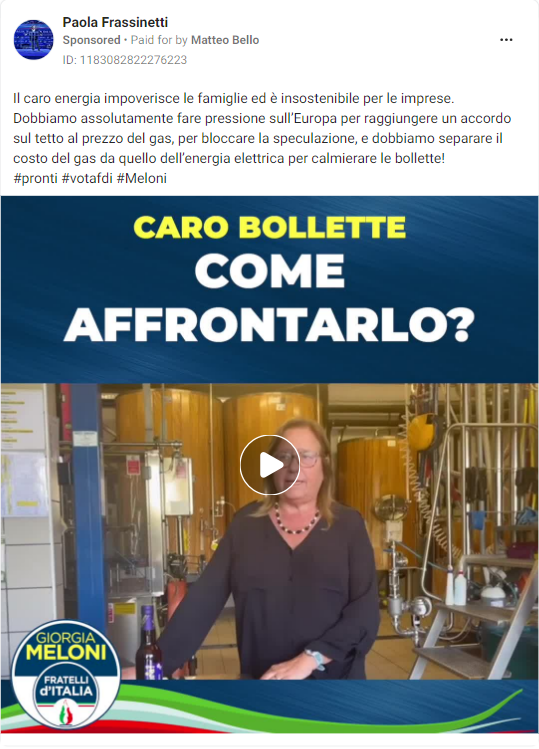 Paola Frassinetti
Sponsored • Paid for by Matteo Bello
ID: 1183082822276223
Il caro energia impoverisce le famiglie ed è insostenibile per le imprese.
Dobbiamo assolutamente fare pressione sull’Europa per raggiungere un accordo
sul tetto al prezzo del gas, per bloccare la speculazione, e dobbiamo separare il
costo del gas da quello dell’energia elettrica per calmierare le bollette!
#pronti #votafdi #Meloni
CARO BOLLETTE
COME
AFFRONTARLO?
GIORGIA
MELONI
FRATELLI
d'ITALIA